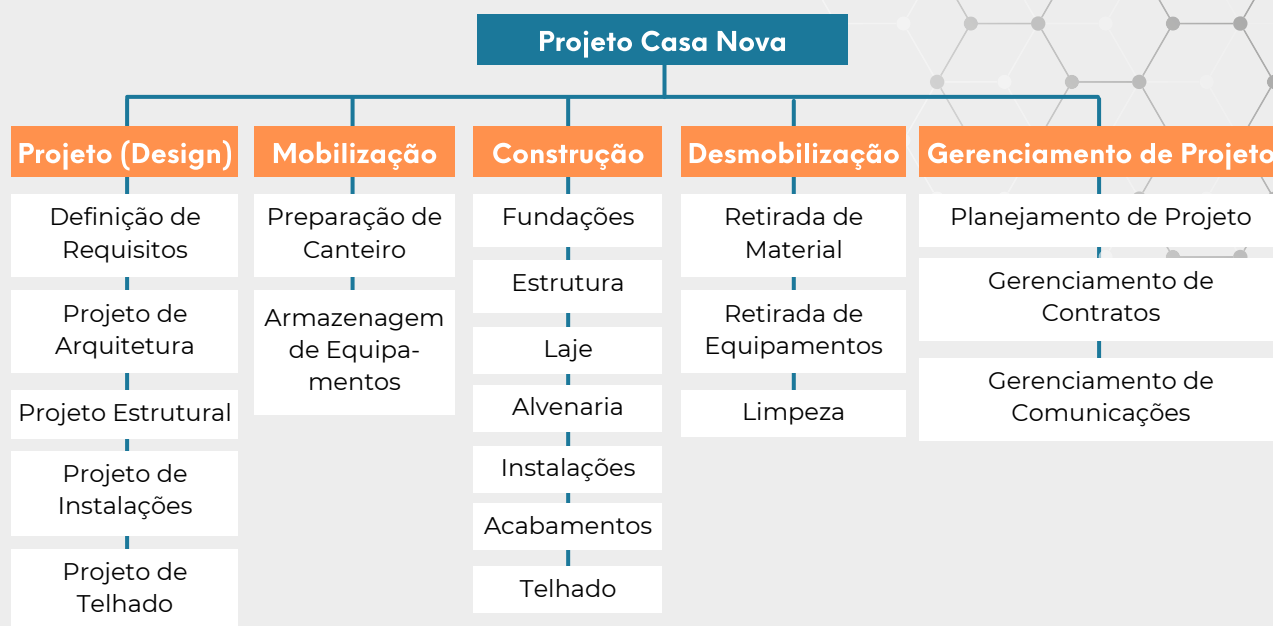 Projeto Casa Nova
Projeto (Design)
Definição de
Requisitos
Projeto de
Arquitetura
Projeto Estrutural
Projeto de
Instalações
Projeto de
Telhado
Mobilização
Preparação de
Canteiro
Armazenagem
de Equipa-
mentos
Construção
Fundações
Estrutura
Laje
Alvenaria
Instalações
Acabamentos
Telhado
Desmobilização
Retirada de
Material
Retirada de
Equipamentos
Limpeza
Gerenciamento de Projeto
Planejamento de Projeto
Gerenciamento de
Contratos
Gerenciamento de
Comunicações